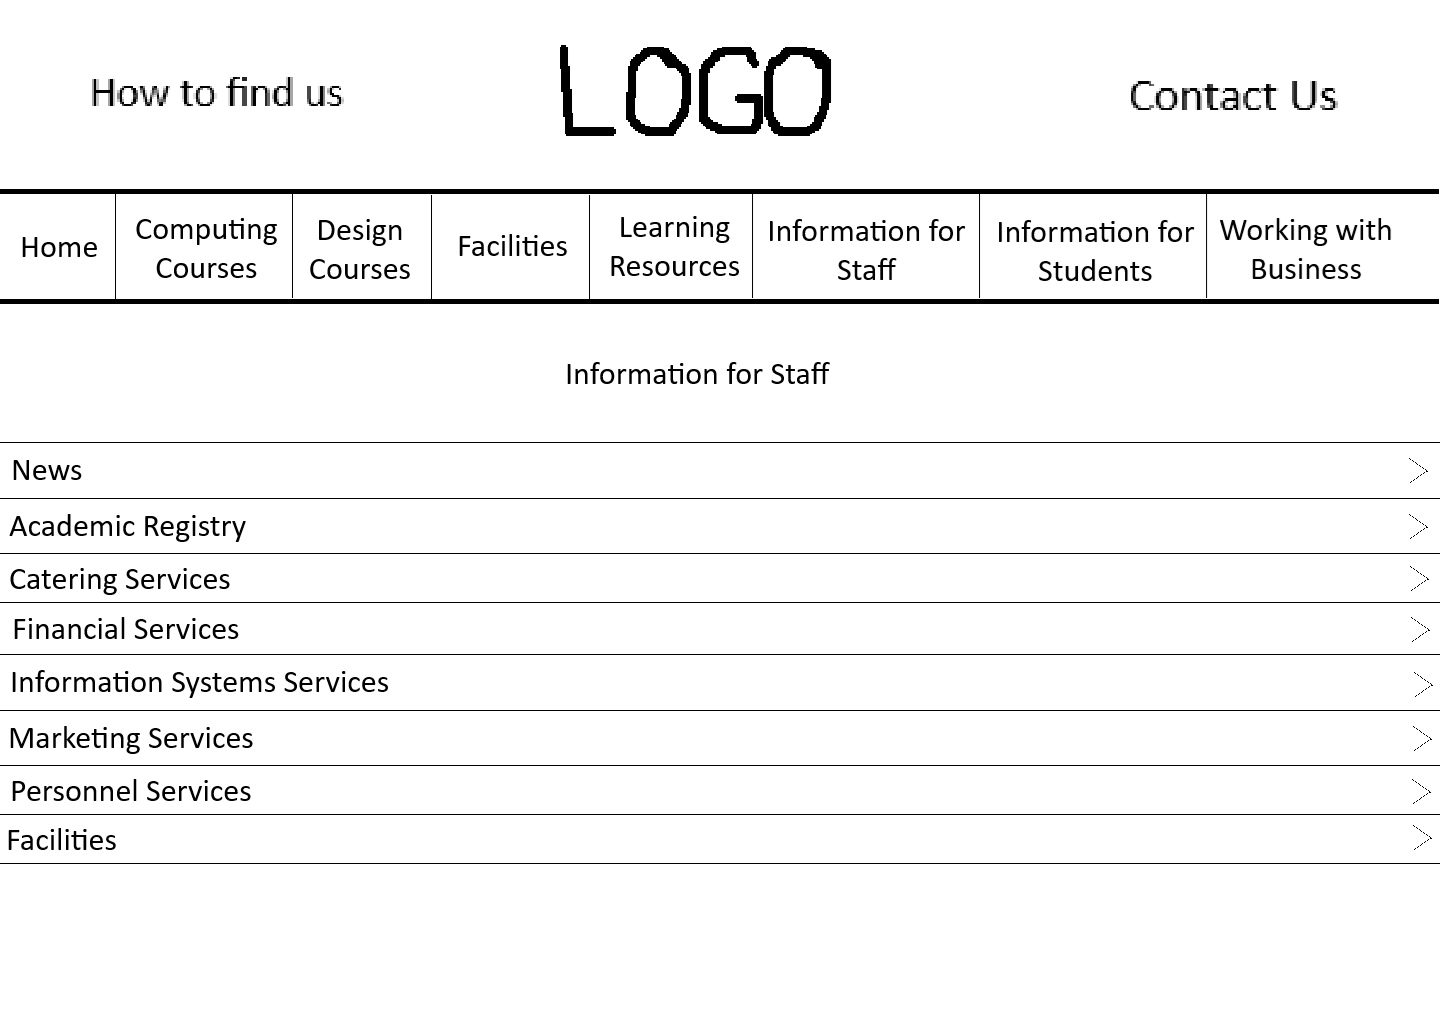 How to find us
LOGO
Contact Us
Home
Computing
Courses
Design
Courses
Facilities
Learning
Resources
Information for
Staff
Information for
Students
Working with
Business
Information for Staff
News
Academic Registry
Catering Services
Financial Services
Information Systems Services
Marketing Services
Personnel Services
Facilities